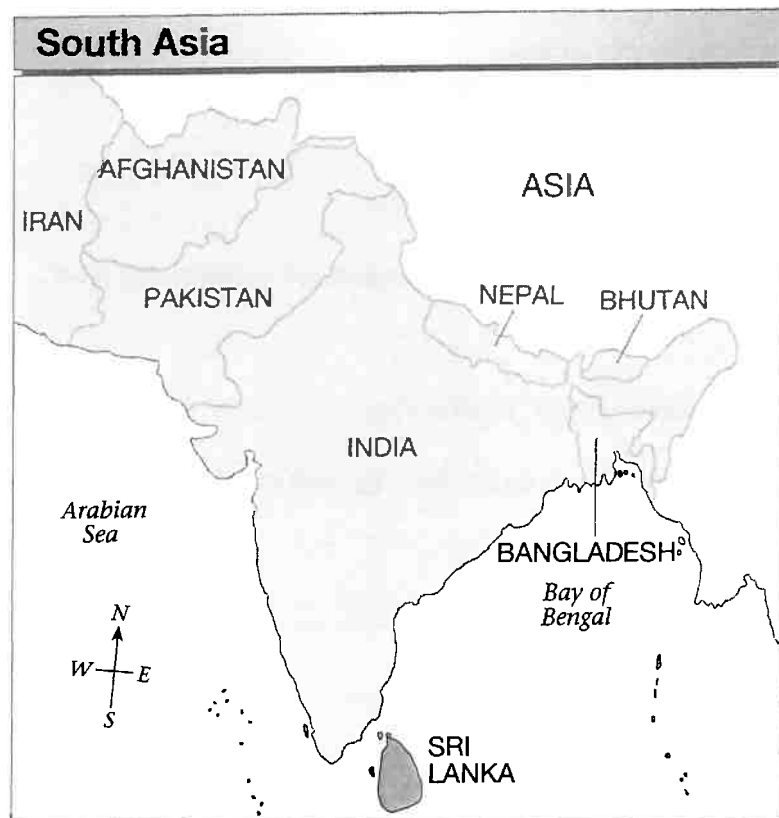 South Asia
AFGHANISTAN
ASIA
IRAN
PAKISTAN
NEPAL
BHUTAN
INDIA
Arabian
Sea
BANGLADESH
Bay of
Bengal
N
W
E
S
SRI
LANKA